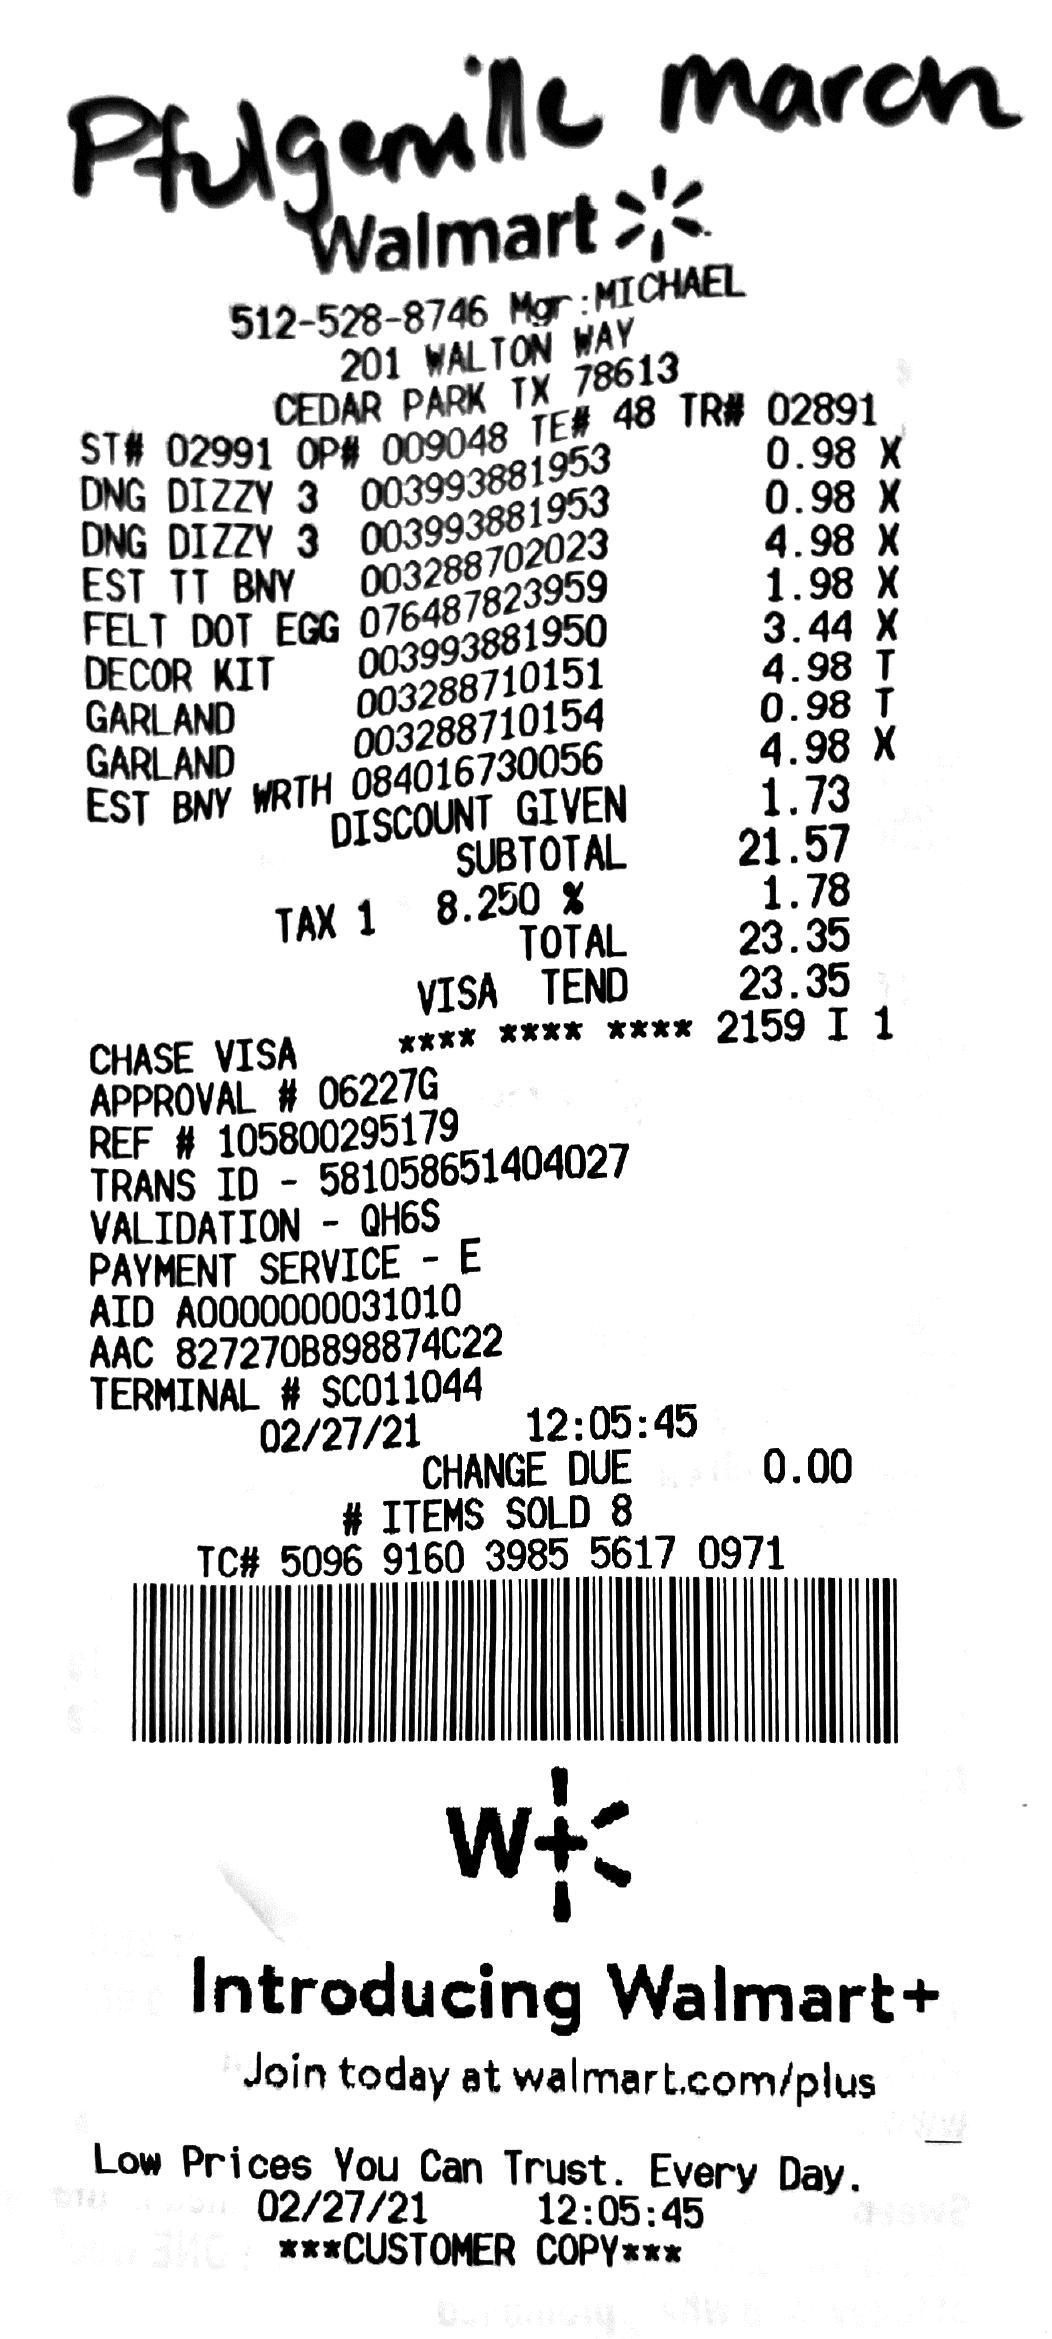 Pfulgerville march
Walmart
512-528-8746 Mgr:MICHAEL
201 WALTON WAY
CEDAR PARK TX 78613
ST# 02991 OP# 009048 TE# 48 TR# 02891
DNG DIZZY 3 003993881953 0.98 X
DNG DIZZY 3 003993881953 0.98 X
EST TT BNY 003288702023 4.98 X
FELT DOT EGG 076487823959 1.98 X
DECOR KIT 003993881950 3.44 X
GARLAND 003288710151 4.98 T
GARLAND 003288710154 0.98 T
EST BNY WRTH 084016730056 4.98 X
DISCOUNT GIVEN 1.73
SUBTOTAL 21.57
TAX 1 8.250 % 1.78
TOTAL 23.35
VISA TEND 23.35
CHASE VISA **** **** **** 2159 I 1
APPROVAL # 06227G
REF # 105800295179
TRANS ID - 581058651404027
VALIDATION - QH6S
PAYMENT SERVICE - E
AID A0000000031010
AAC 827270B898874C22
TERMINAL # SC011044
02/27/21 12:05:45
CHANGE DUE 0.00
# ITEMS SOLD 8
TC# 5096 9160 3985 5617 0971
W+
Introducing Walmart+
Join today at walmart.com/plus
Low Prices You Can Trust. Every Day.
02/27/21 12:05:45
***CUSTOMER COPY***